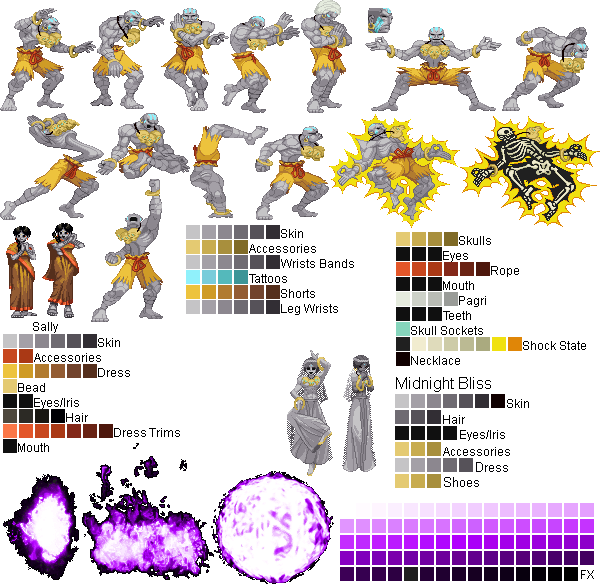 Skin
Accessories
Wrists Bands
Tattoos
Shorts
Leg Wrists
Skulls
Eyes
Rope
Mouth
Pagri
Teeth
Skull Sockets
Shock State
Necklace
Sally
Skin
Accessories
Dress
Bead
Eyes/Iris
Hair
Dress Trims
Mouth
Midnight Bliss
Skin
Hair
Eyes/Iris
Accessories
Dress
Shoes
FX